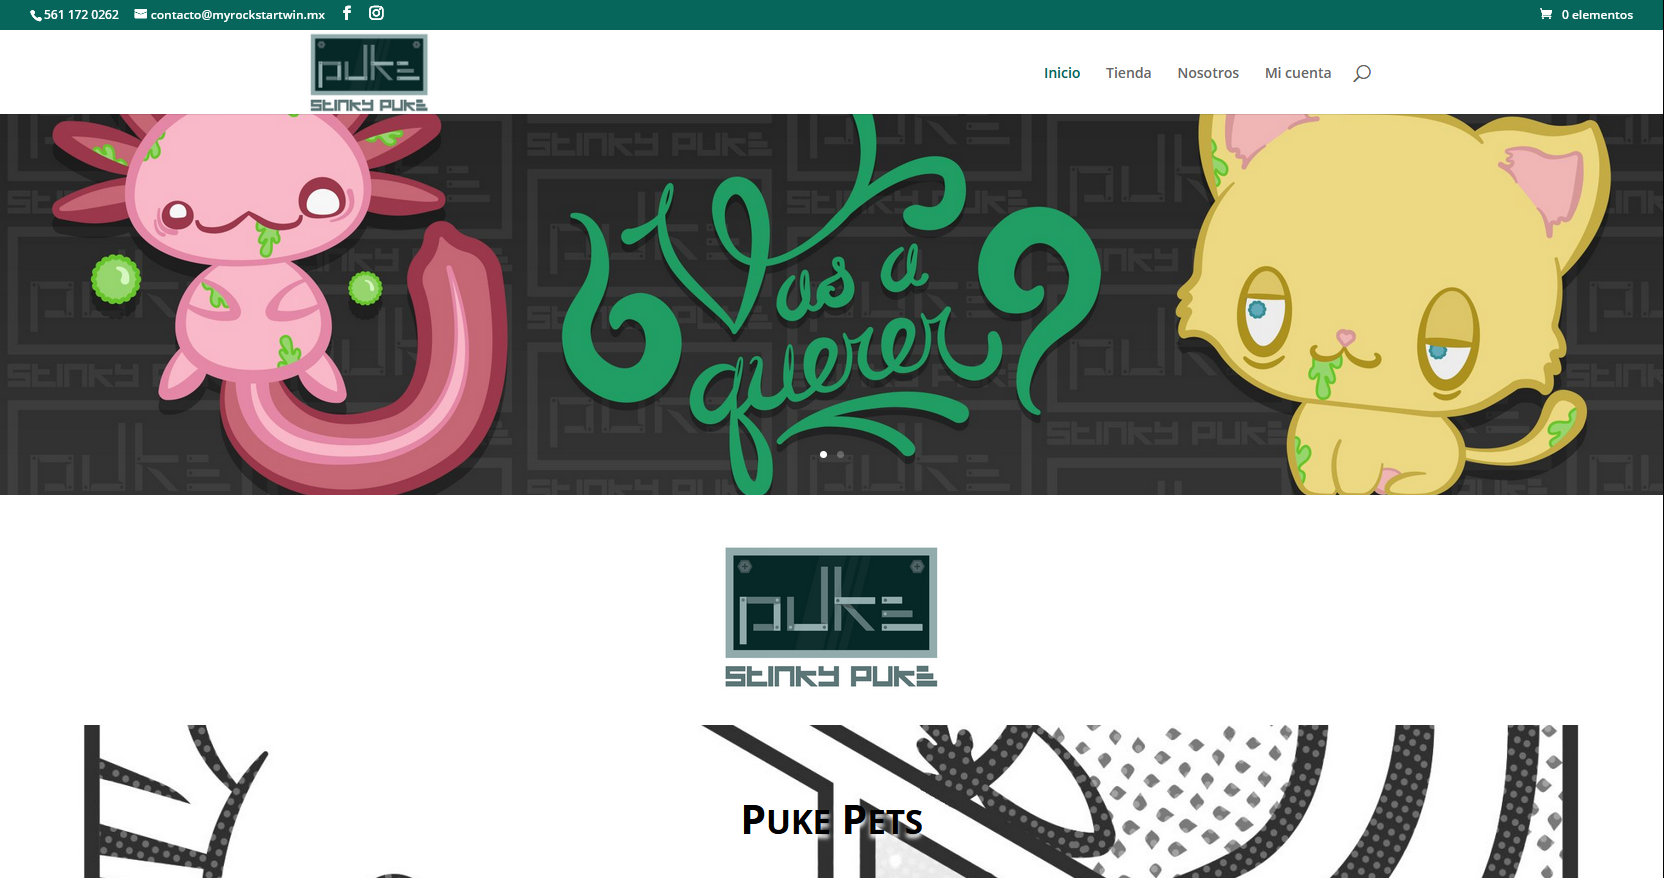 561 172 0262 contacto@myrockstartwin.mx 0 elementos
puke
STINKY PUKE
Inicio Tienda Nosotros Mi cuenta
¿Vas a
querer?
puke
STINKY PUKE
PUKE PETS